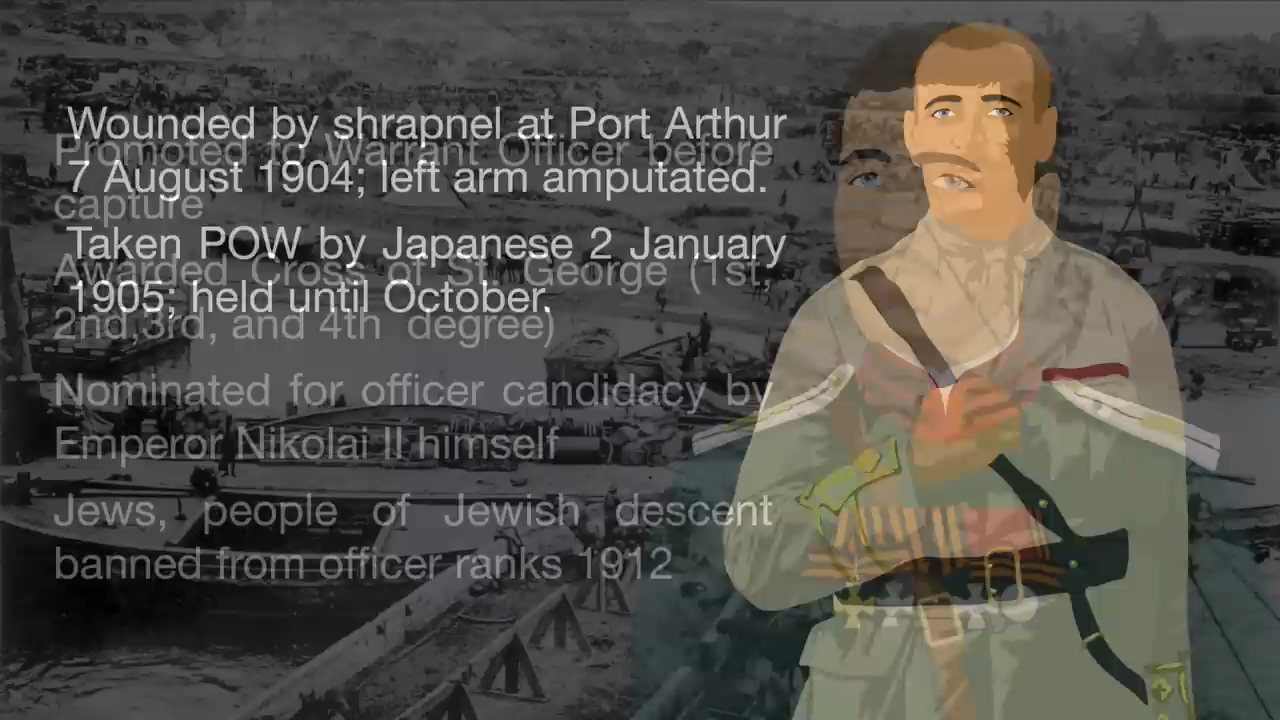 Wounded by shrapnel at Port Arthur
7 August 1904; left arm amputated.
Taken POW by Japanese 2 January
1905; held until October.
Promoted to Warrant Officer before
capture
Awarded Cross of St. George (1st,
2nd,3rd, and 4th degree)
Nominated for officer candidacy by
Emperor Nikolai II himself
Jews, people of Jewish descent
banned from officer ranks 1912